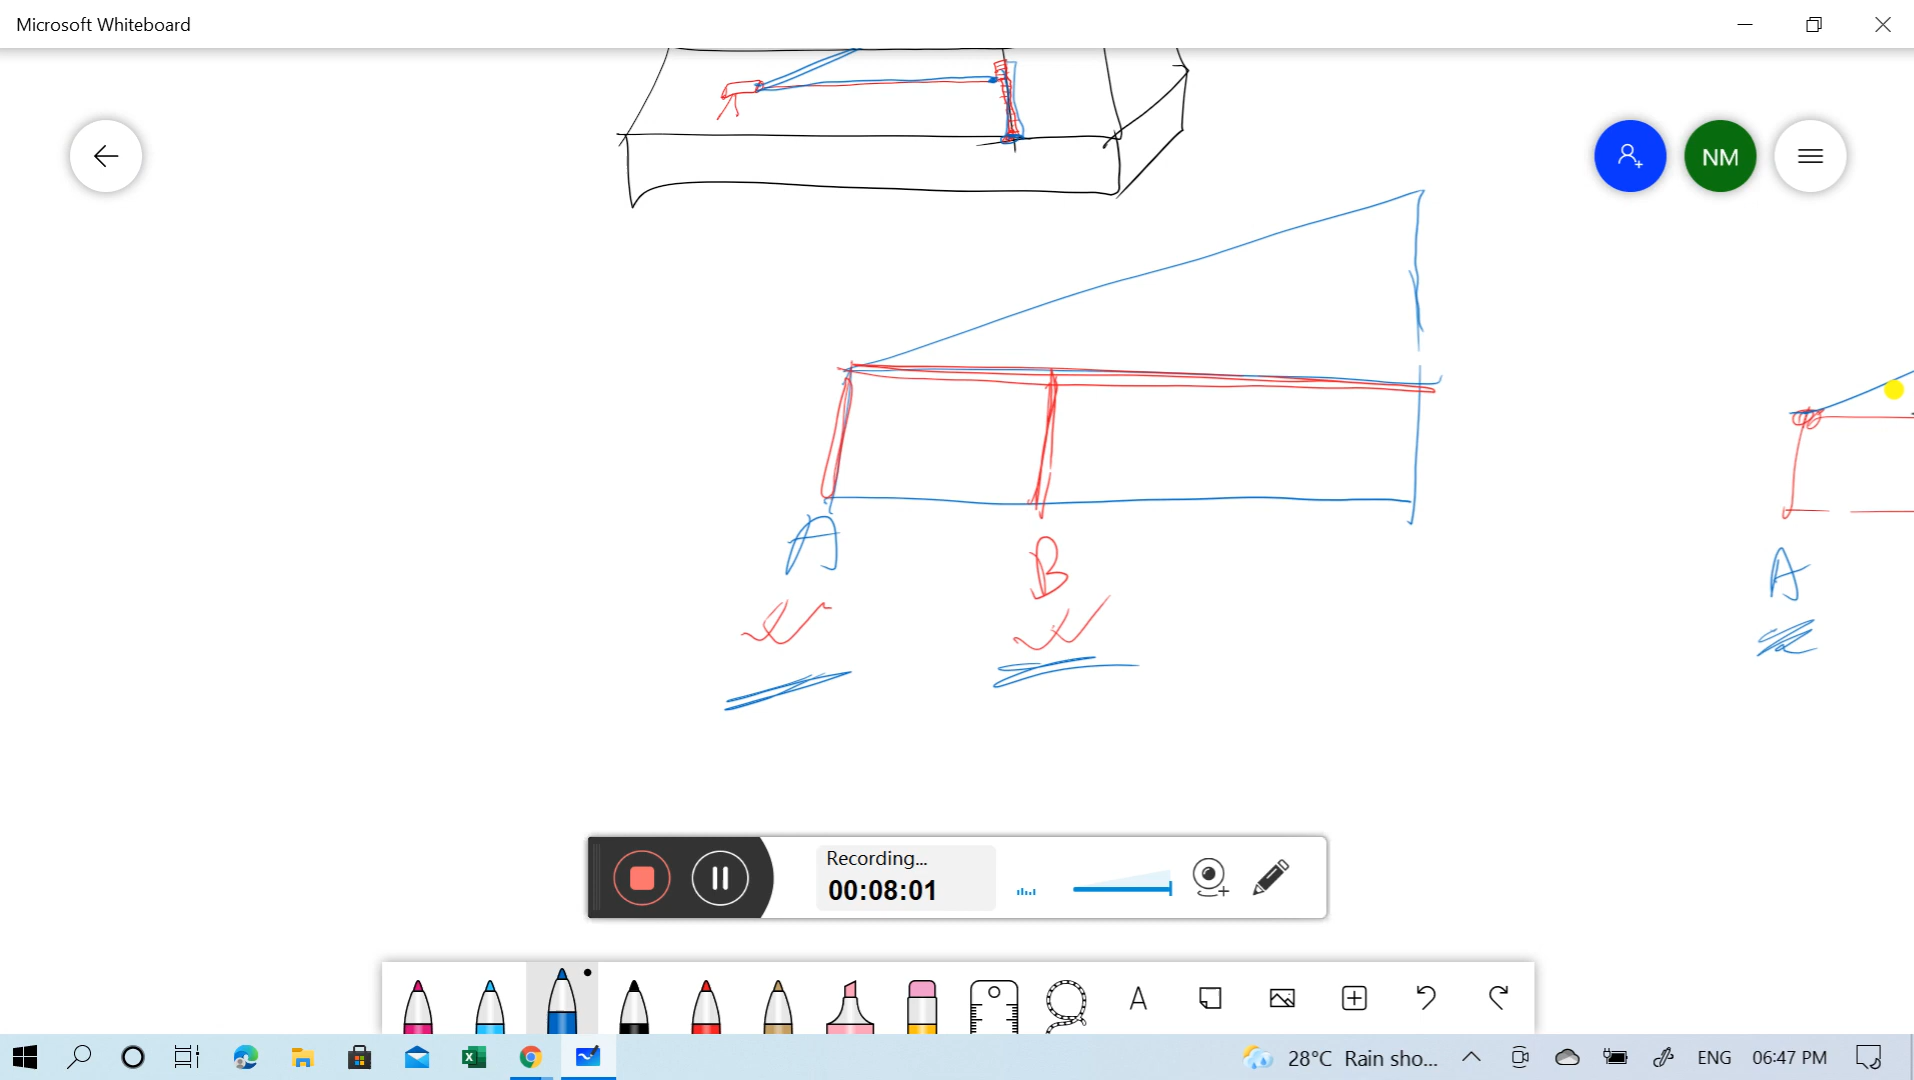 Microsoft Whiteboard
NM
A
B
A
Recording...
00:08:01
A
28°C Rain sho...
ENG
06:47 PM